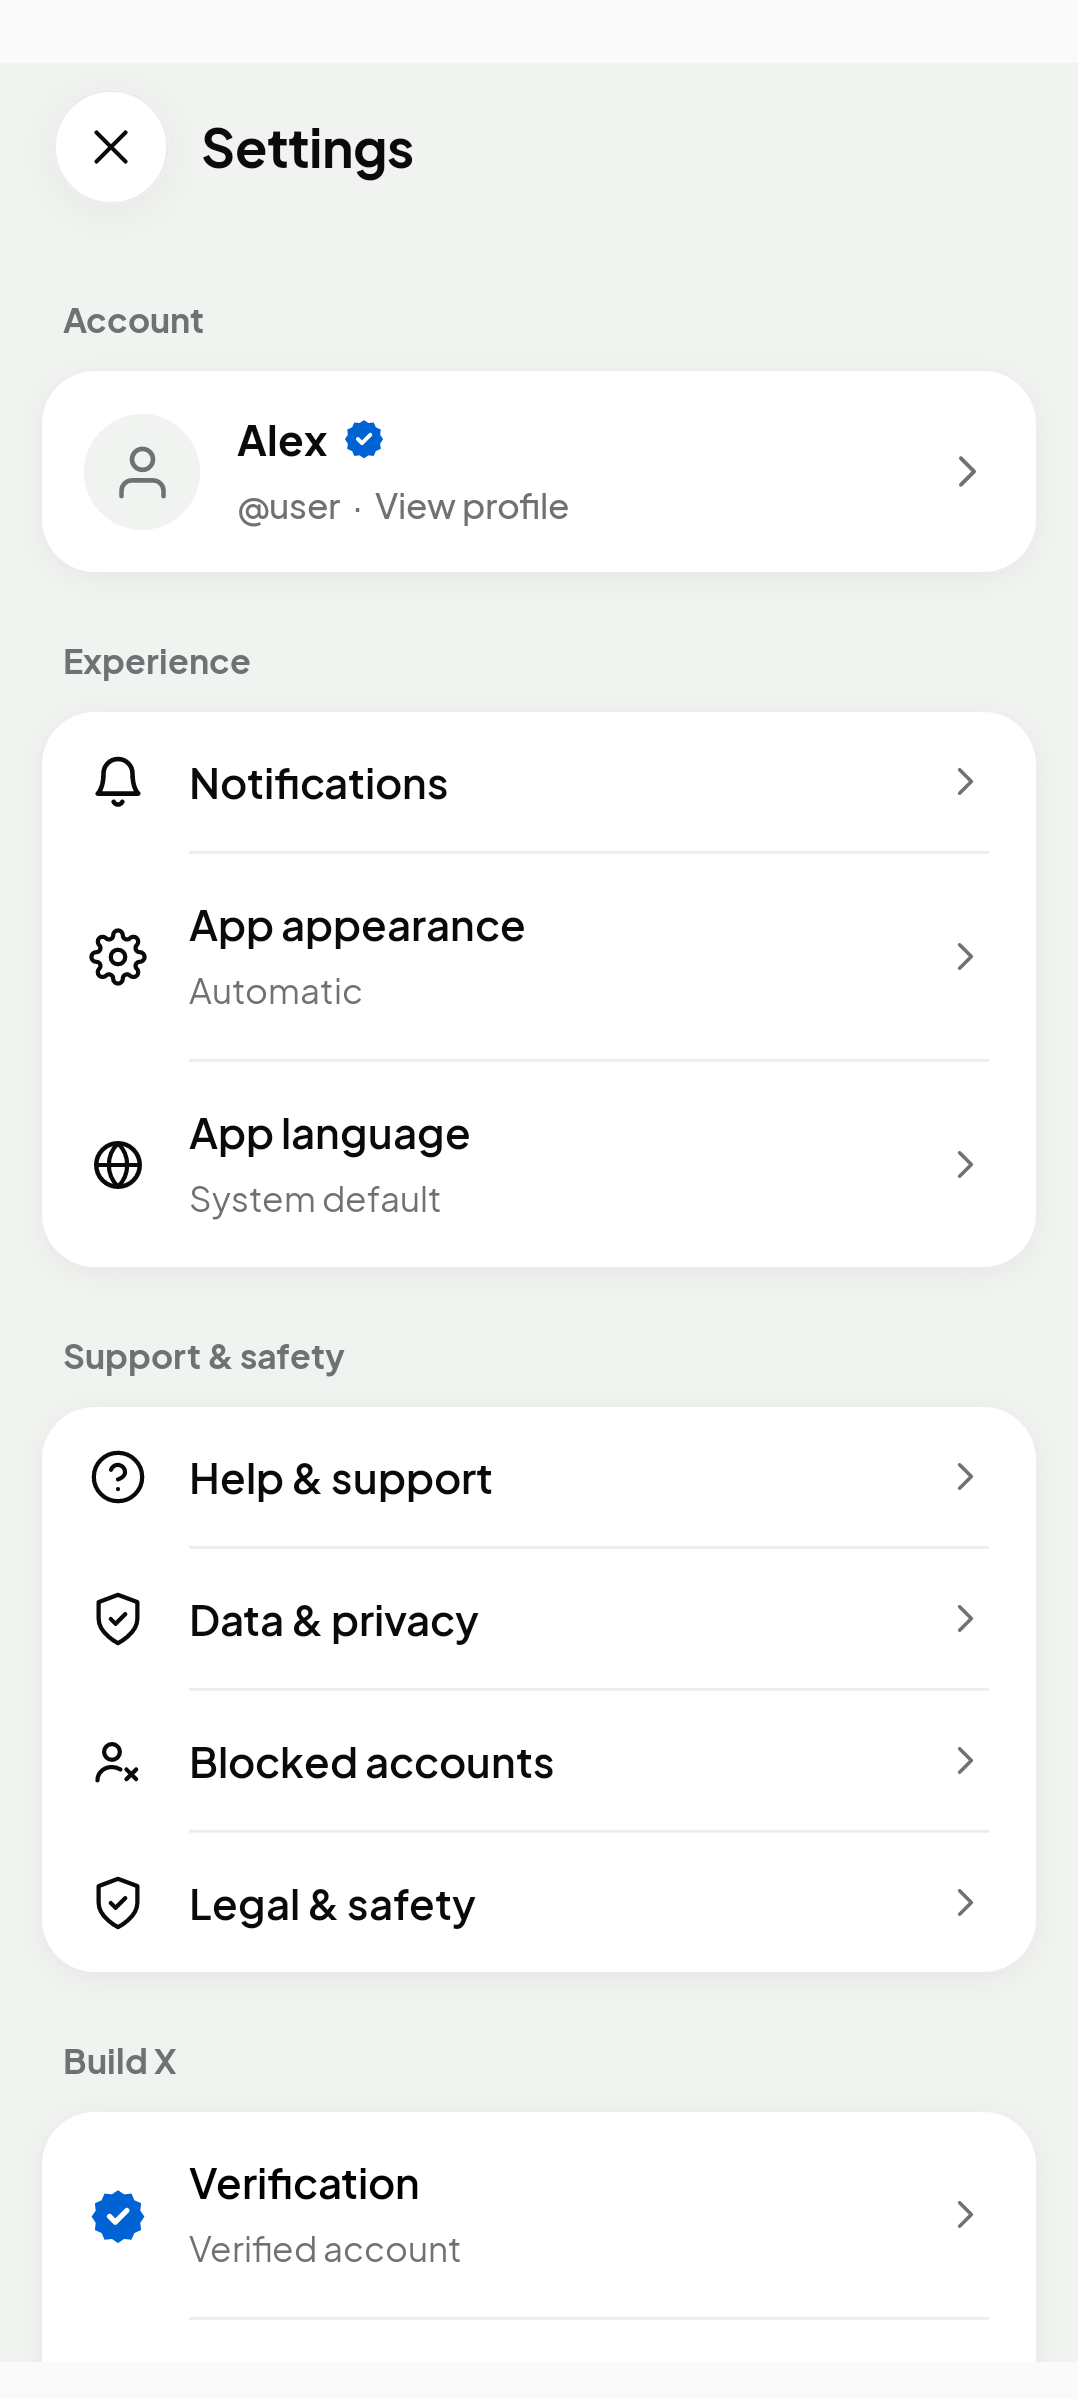 Settings
Account
Alex
@user · View profile
Experience
Notifications
App appearance
Automatic
App language
System default
Support & safety
Help & support
Data & privacy
Blocked accounts
Legal & safety
Build X
Verification
Verified account